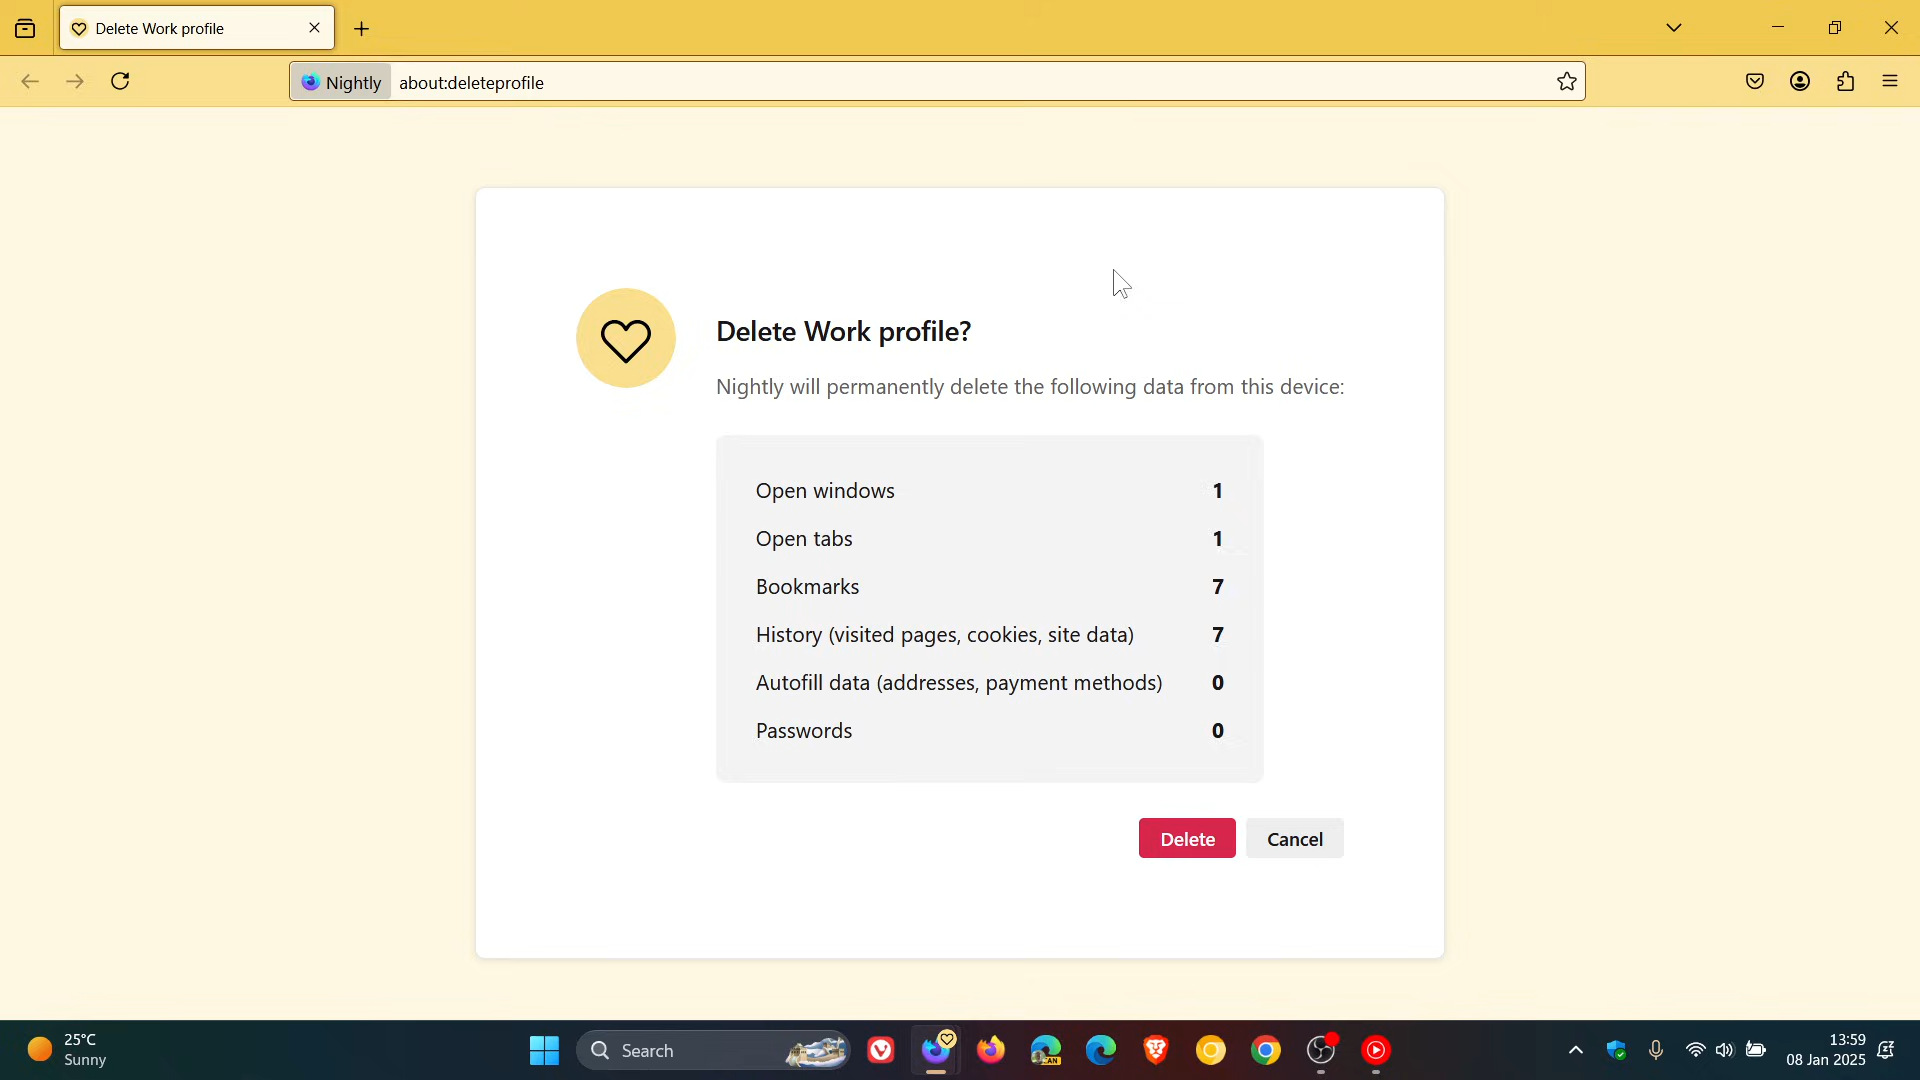 Delete Work profile
Nightly
about:deleteprofile
Delete Work profile?
Nightly will permanently delete the following data from this device:
Open windows 1
Open tabs 1
Bookmarks 7
History (visited pages, cookies, site data) 7
Autofill data (addresses, payment methods) 0
Passwords 0
Delete Cancel
25°C
Sunny
Search
CAN
13:59
08 Jan 2025